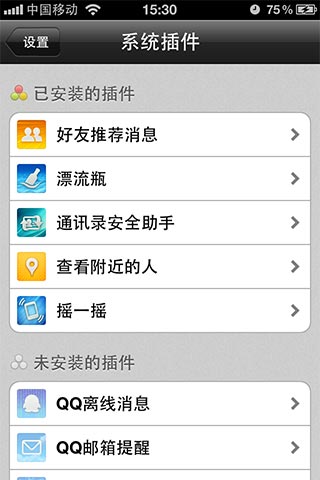 中国移动 15:30 75%
设置 系统插件
已安装的插件
好友推荐消息
漂流瓶
通讯录安全助手
查看附近的人
摇一摇
未安装的插件
QQ离线消息
QQ邮箱提醒